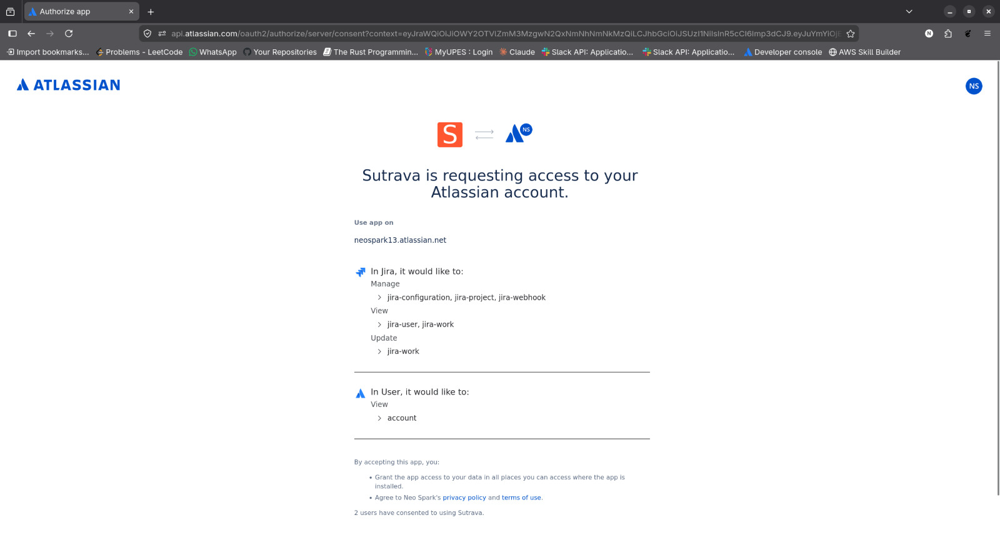 Authorize app
api.atlassian.com/oauth2/authorize/server/consent?context=
Import bookmarks... Problems - LeetCode WhatsApp Your Repositories The Rust Programmin... MyUPES : Login Claude Slack API: Applicatio... Slack API: Applicatio... Developer console AWS Skill Builder
ATLASSIAN
NS
S
NS
Sutrava is requesting access to your
Atlassian account.
Use app on
neospark13.atlassian.net
In Jira, it would like to:
Manage
jira-configuration, jira-project, jira-webhook
View
jira-user, jira-work
Update
jira-work
In User, it would like to:
View
account
By accepting this app, you:
• Grant the app access to your data in all places you can access where the app is
installed.
• Agree to Neo Spark's privacy policy and terms of use.
2 users have consented to using Sutrava.